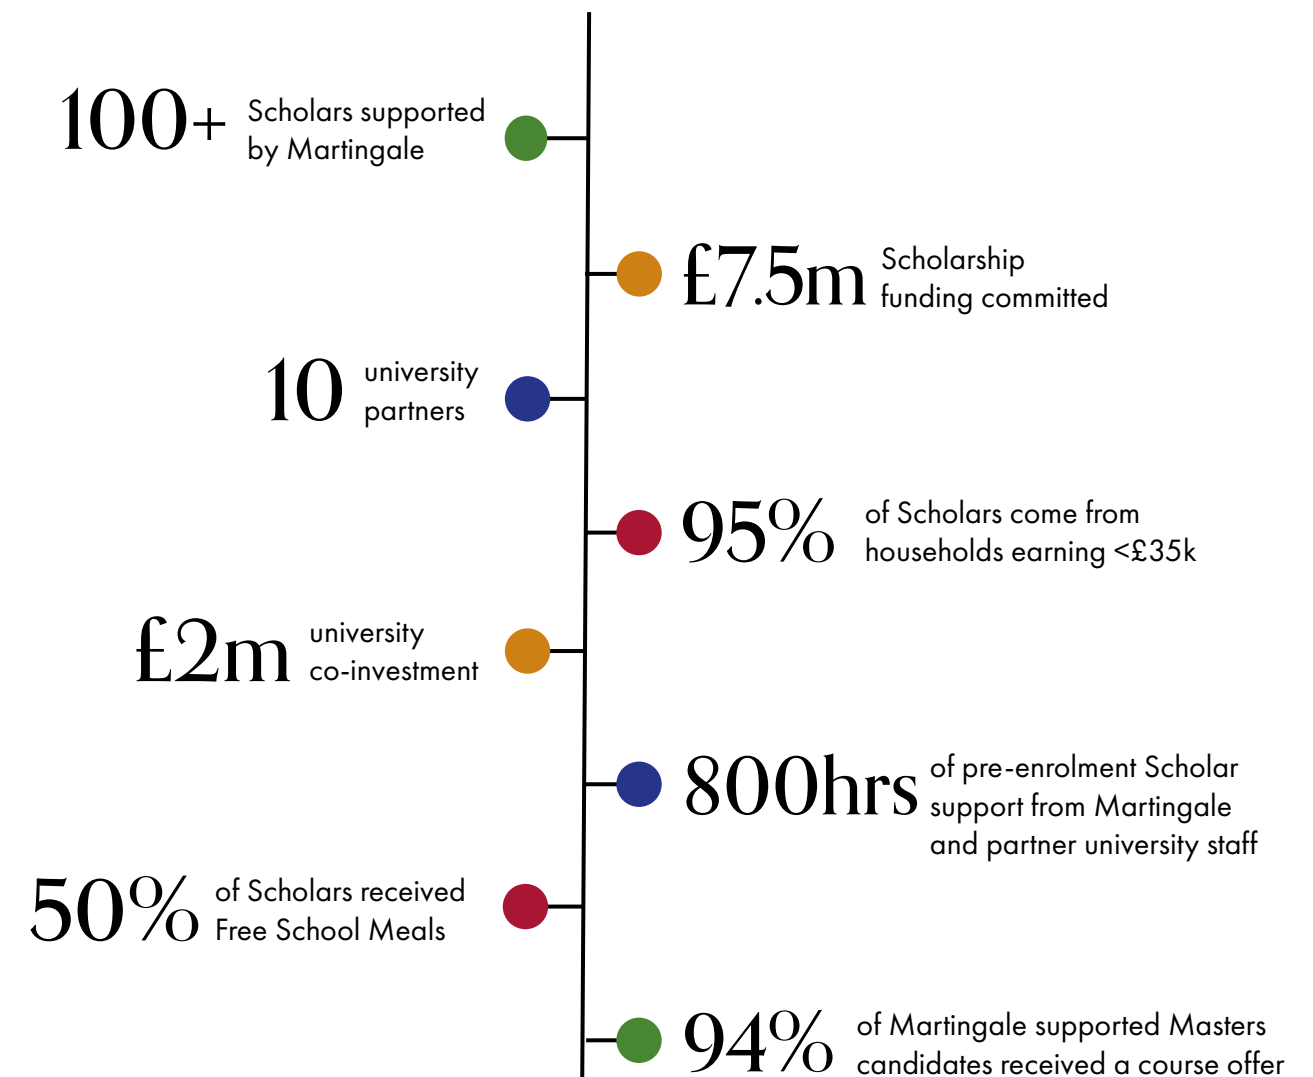 100+ Scholars supported
by Martingale
£7.5m Scholarship
funding committed
10 university
partners
95% of Scholars come from
households earning <£35k
£2m university
co-investment
800hrs of pre-enrolment Scholar
support from Martingale
and partner university staff
50% of Scholars received
Free School Meals
94% of Martingale supported Masters
candidates received a course offer